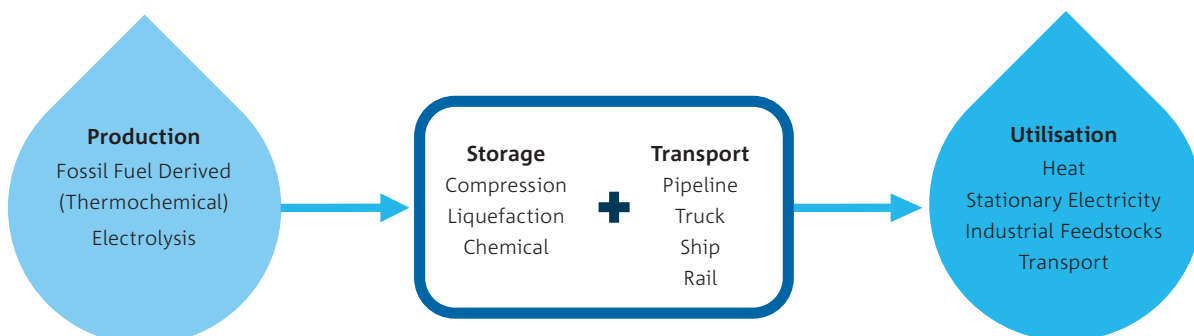 Production
Fossil Fuel Derived
(Thermochemical)
Electrolysis
Storage
Compression
Liquefaction
Chemical
Transport
Pipeline
Truck
Ship
Rail
Utilisation
Heat
Stationary Electricity
Industrial Feedstocks
Transport